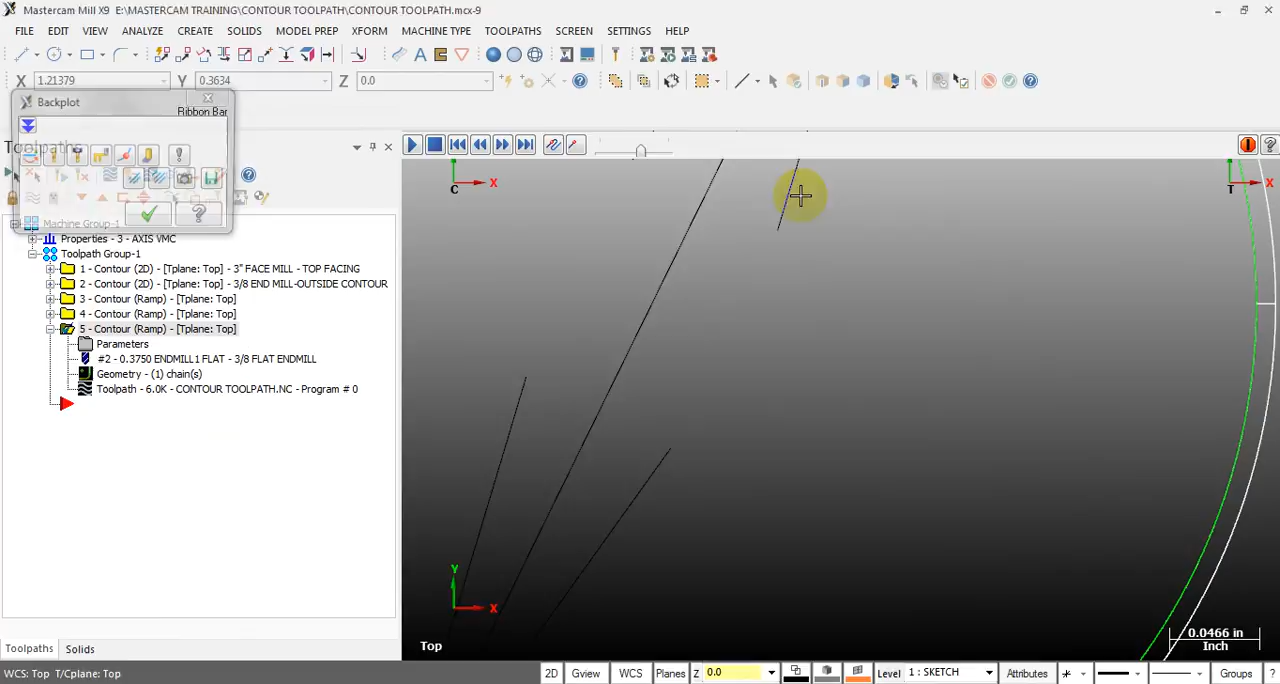 Mastercam Mill X9 E:\MASTERCAM TRAINING\CONTOUR TOOLPATH\CONTOUR TOOLPATH.mcx-9
FILE EDIT VIEW ANALYZE CREATE SOLIDS MODEL PREP XFORM MACHINE TYPE TOOLPATHS SCREEN SETTINGS HELP
X 1.21379 Y 0.3634 Z 0.0
Backplot
Ribbon Bar
Toolpaths
Machine Group-1
Properties - 3 - AXIS VMC
Toolpath Group-1
1 - Contour (2D) - [Tplane: Top] - 3" FACE MILL - TOP FACING
2 - Contour (2D) - [Tplane: Top] - 3/8 END MILL-OUTSIDE CONTOUR
3 - Contour (Ramp) - [Tplane: Top]
4 - Contour (Ramp) - [Tplane: Top]
5 - Contour (Ramp) - [Tplane: Top]
Parameters
#2 - 0.3750 ENDMILL1 FLAT - 3/8 FLAT ENDMILL
Geometry - (1) chain(s)
Toolpath - 6.0K - CONTOUR TOOLPATH.NC - Program # 0
C X
T X
Y
X
Top
0.0466 in
Inch
Toolpaths Solids
WCS: Top T/Cplane: Top
2D Gview WCS Planes Z 0.0 Level 1 : SKETCH Attributes Groups ?